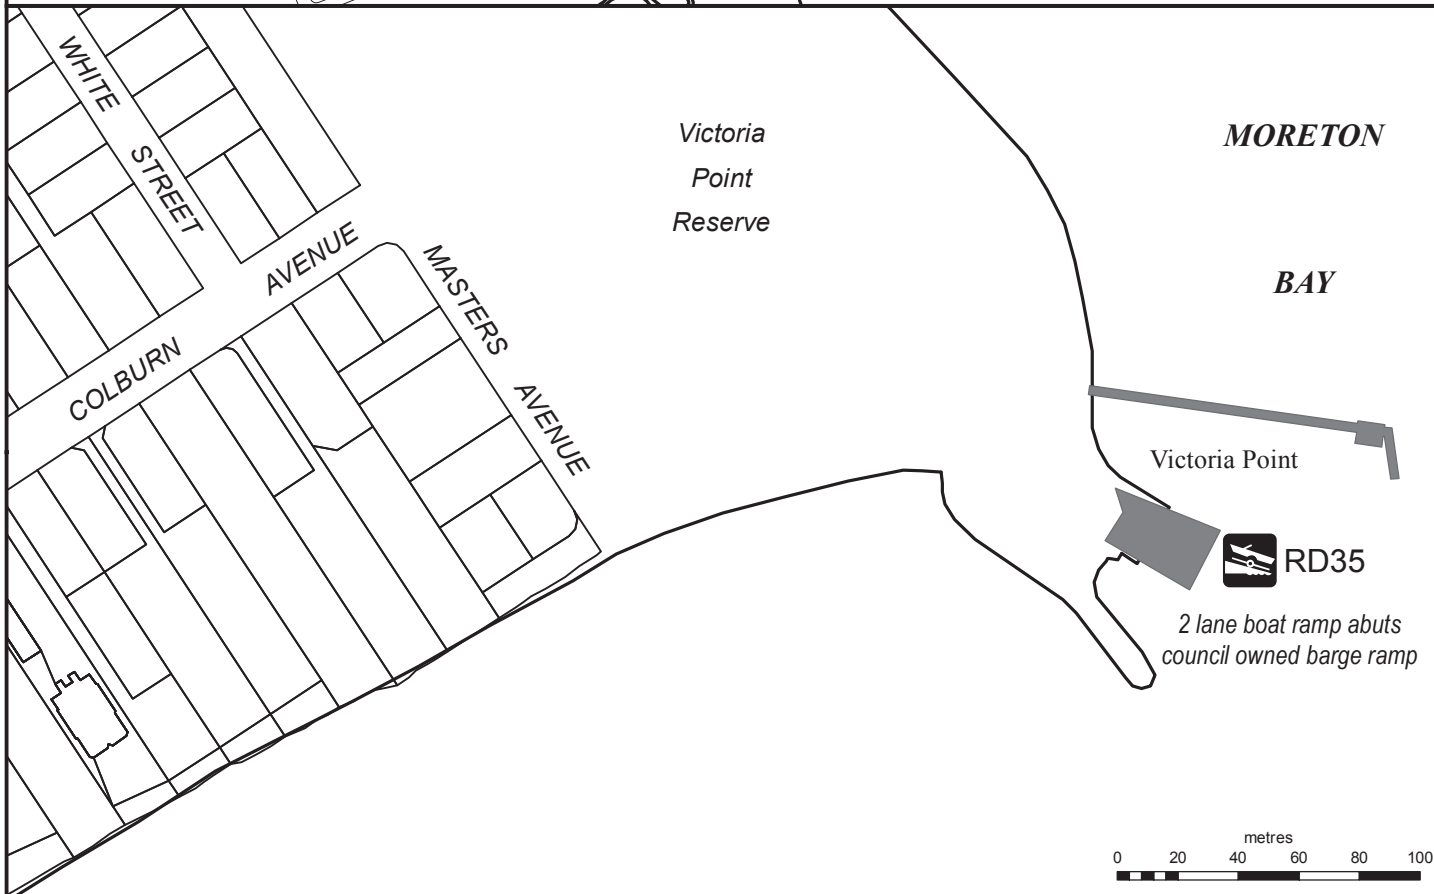 WHITE
STREET
Victoria
Point
Reserve
MORETON
BAY
COLBURN
AVENUE
MASTERS
AVENUE
Victoria Point
RD35
2 lane boat ramp abuts
council owned barge ramp
metres
0 20 40 60 80 100